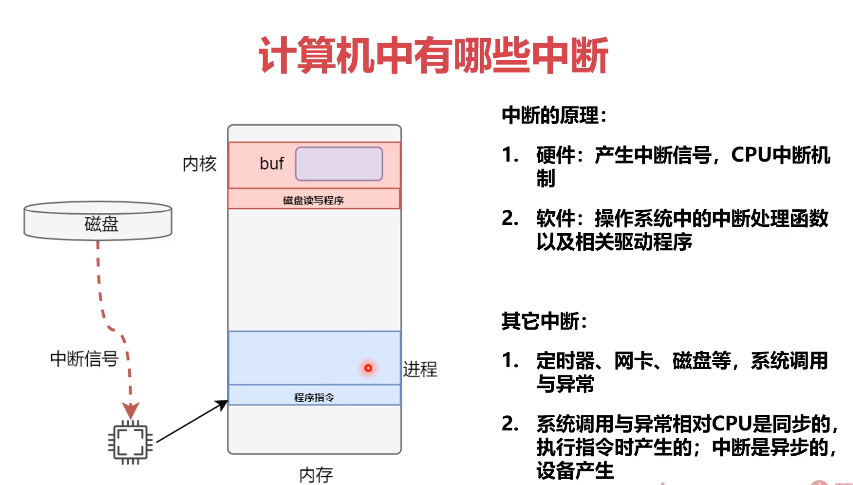 计算机中有哪些中断
中断的原理：
1. 硬件：产生中断信号，CPU中断机
制
2. 软件：操作系统中的中断处理函数
以及相关驱动程序
其它中断：
1. 定时器、网卡、磁盘等，系统调用
与异常
2. 系统调用与异常相对CPU是同步的，
执行指令时产生的；中断是异步的，
设备产生
内核
buf
磁盘读写程序
磁盘
中断信号
进程
程序指令
内存